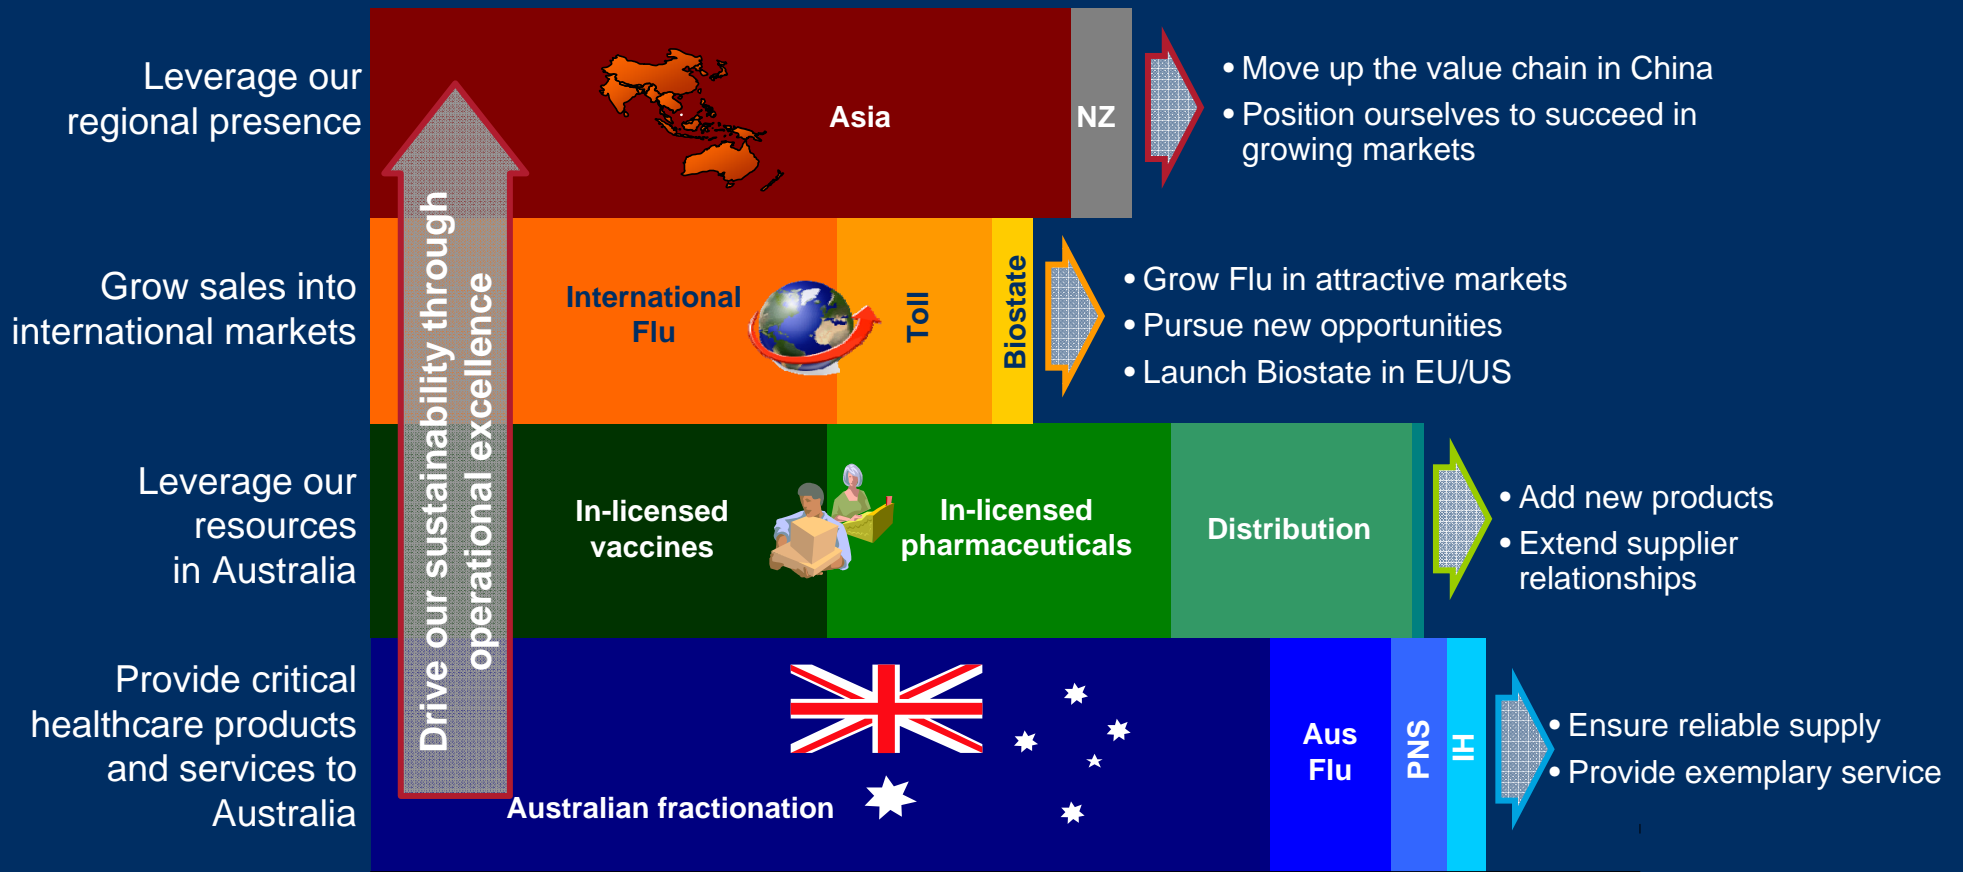 Leverage our
regional presence
Asia
NZ
• Move up the value chain in China
• Position ourselves to succeed in
growing markets
Grow sales into
international markets
International
Flu
Toll
Biostate
• Grow Flu in attractive markets
• Pursue new opportunities
• Launch Biostate in EU/US
Leverage our
resources
in Australia
In-licensed
vaccines
In-licensed
pharmaceuticals
Distribution
• Add new products
• Extend supplier
relationships
Provide critical
healthcare products
and services to
Australia
Australian fractionation
Aus
Flu
PNS
IH
• Ensure reliable supply
• Provide exemplary service
Drive our sustainability through
operational excellence